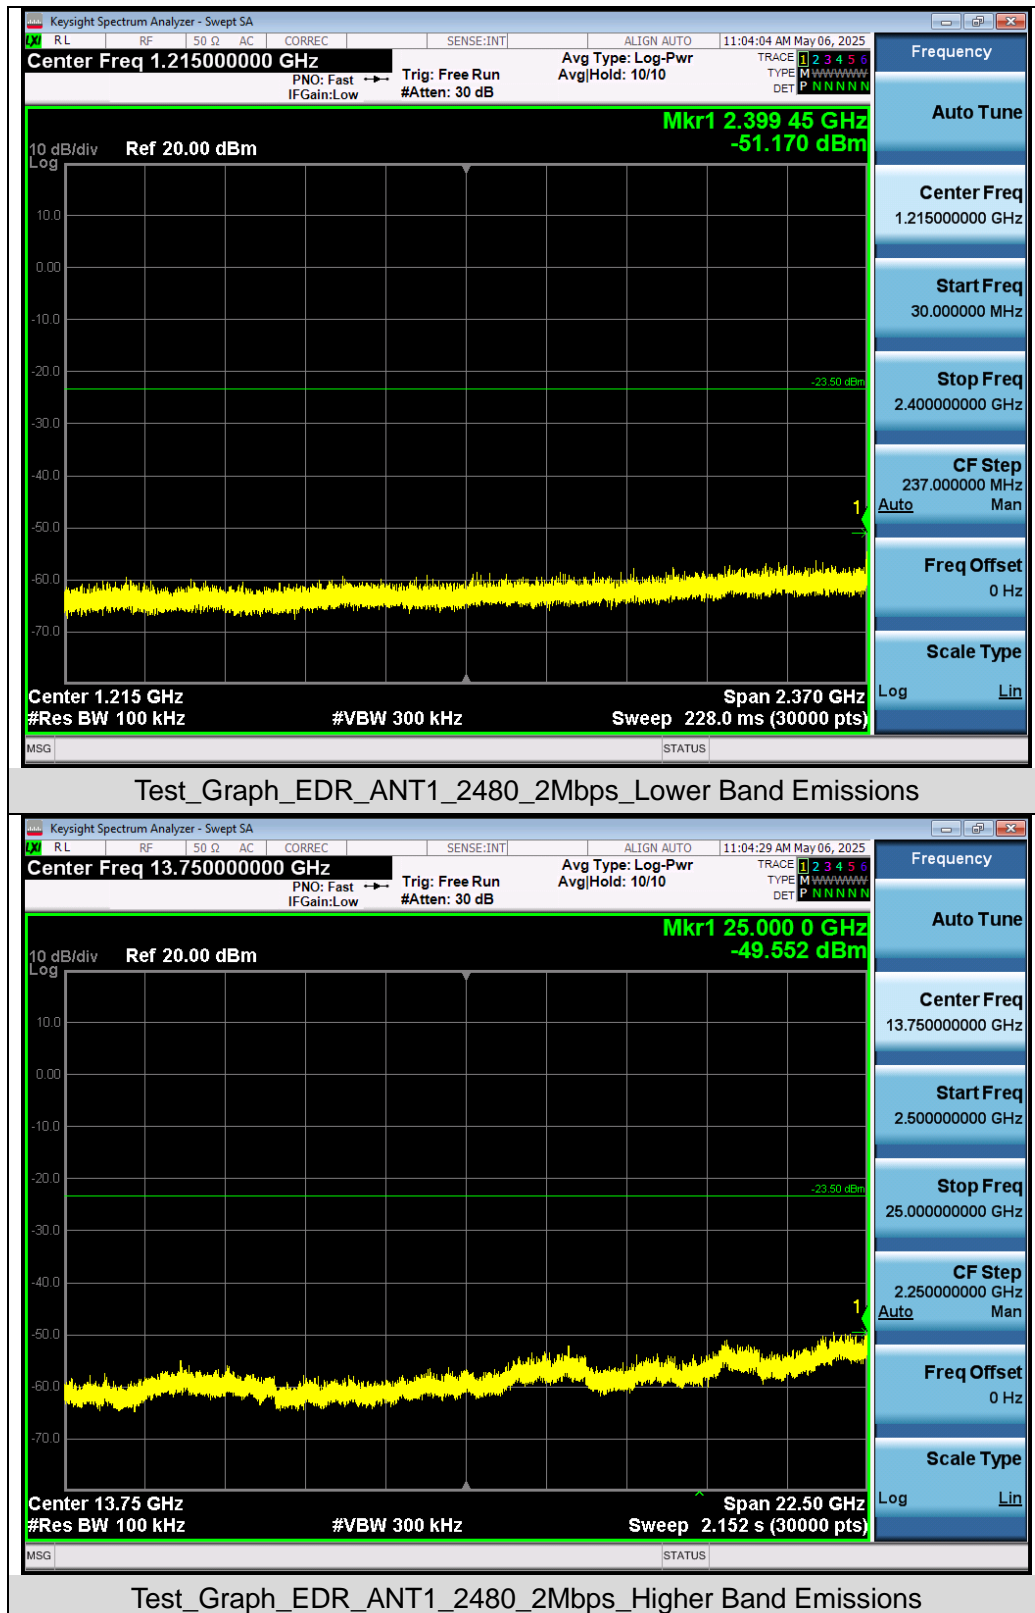 Keysight Spectrum Analyzer - Swept SA
LXI RL RF 50 Ω AC CORREC SENSE:INT ALIGN AUTO 11:04:04 AM May 06, 2025
Center Freq 1.215000000 GHz
PNO: Fast
IFGain:Low
Trig: Free Run
#Atten: 30 dB
Avg Type: Log-Pwr
Avg|Hold: 10/10
TRACE 1 2 3 4 5 6
TYPE M WWWWW
DET P N N N N N
Mkr1 2.399 45 GHz
-51.170 dBm
10 dB/div Ref 20.00 dBm
Log
10.0
0.00
-10.0
-20.0
-23.50 dBm
-30.0
-40.0
1
-50.0
-60.0
-70.0
Center 1.215 GHz Span 2.370 GHz
#Res BW 100 kHz #VBW 300 kHz Sweep 228.0 ms (30000 pts)
MSG STATUS
Frequency
Auto Tune
Center Freq
1.215000000 GHz
Start Freq
30.000000 MHz
Stop Freq
2.400000000 GHz
CF Step
237.000000 MHz
Auto Man
Freq Offset
0 Hz
Scale Type
Log Lin
Test_Graph_EDR_ANT1_2480_2Mbps_Lower Band Emissions
Keysight Spectrum Analyzer - Swept SA
LXI RL RF 50 Ω AC CORREC SENSE:INT ALIGN AUTO 11:04:29 AM May 06, 2025
Center Freq 13.750000000 GHz
PNO: Fast
IFGain:Low
Trig: Free Run
#Atten: 30 dB
Avg Type: Log-Pwr
Avg|Hold: 10/10
TRACE 1 2 3 4 5 6
TYPE M WWWWW
DET P N N N N N
Mkr1 25.000 0 GHz
-49.552 dBm
10 dB/div Ref 20.00 dBm
Log
10.0
0.00
-10.0
-20.0
-23.50 dBm
-30.0
-40.0
1
-50.0
-60.0
-70.0
Center 13.75 GHz Span 22.50 GHz
#Res BW 100 kHz #VBW 300 kHz Sweep 2.152 s (30000 pts)
MSG STATUS
Frequency
Auto Tune
Center Freq
13.750000000 GHz
Start Freq
2.500000000 GHz
Stop Freq
25.000000000 GHz
CF Step
2.250000000 GHz
Auto Man
Freq Offset
0 Hz
Scale Type
Log Lin
Test_Graph_EDR_ANT1_2480_2Mbps_Higher Band Emissions